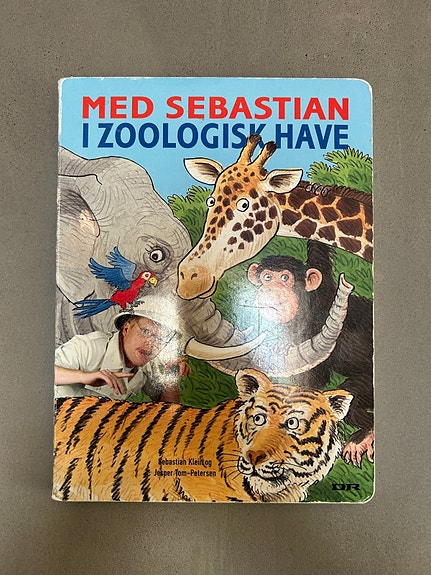 MED SEBASTIAN
I ZOOLOGISK HAVE
Sebastian Klein og
Jesper Tom-Petersen
DR